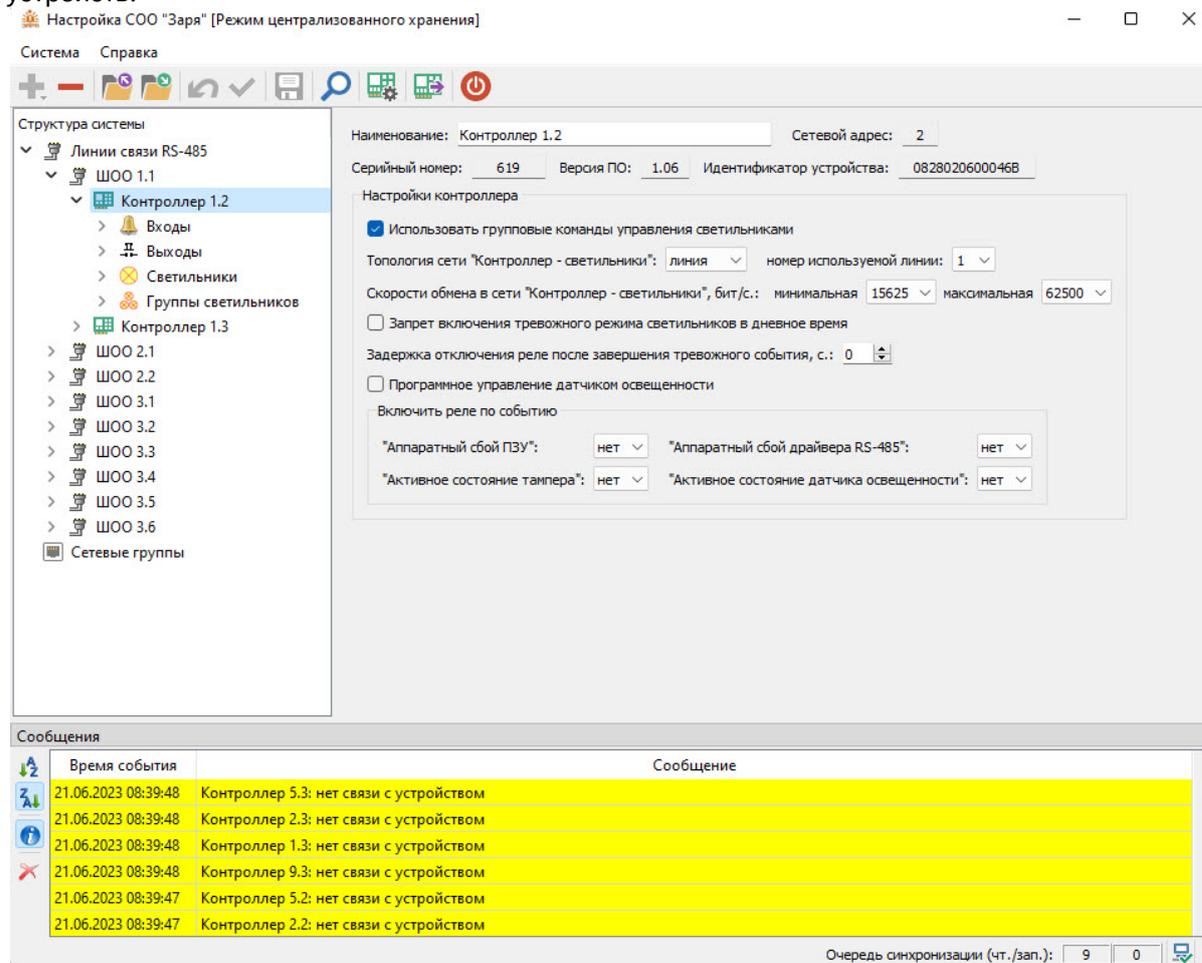 устройств.
Настройка СОО "Заря" [Режим централизованного хранения]
Система Справка
Структура системы
Линии связи RS-485
ШОО 1.1
Контроллер 1.2
Входы
Выходы
Светильники
Группы светильников
Контроллер 1.3
ШОО 2.1
ШОО 2.2
ШОО 3.1
ШОО 3.2
ШОО 3.3
ШОО 3.4
ШОО 3.5
ШОО 3.6
Сетевые группы
Наименование: Контроллер 1.2 Сетевой адрес: 2
Серийный номер: 619 Версия ПО: 1.06 Идентификатор устройства: 0828020600046B
Настройки контроллера
Использовать групповые команды управления светильниками
Топология сети "Контроллер - светильники": линия номер используемой линии: 1
Скорости обмена в сети "Контроллер - светильники", бит/с.: минимальная 15625 максимальная 62500
Запрет включения тревожного режима светильников в дневное время
Задержка отключения реле после завершения тревожного события, с.: 0
Программное управление датчиком освещенности
Включить реле по событию
"Аппаратный сбой ПЗУ": нет "Аппаратный сбой драйвера RS-485": нет
"Активное состояние тампера": нет "Активное состояние датчика освещенности": нет
Сообщения
Время события Сообщение
21.06.2023 08:39:48 Контроллер 5.3: нет связи с устройством
21.06.2023 08:39:48 Контроллер 2.3: нет связи с устройством
21.06.2023 08:39:48 Контроллер 1.3: нет связи с устройством
21.06.2023 08:39:48 Контроллер 9.3: нет связи с устройством
21.06.2023 08:39:47 Контроллер 5.2: нет связи с устройством
21.06.2023 08:39:47 Контроллер 2.2: нет связи с устройством
Очередь синхронизации (чт./зап.): 9 0